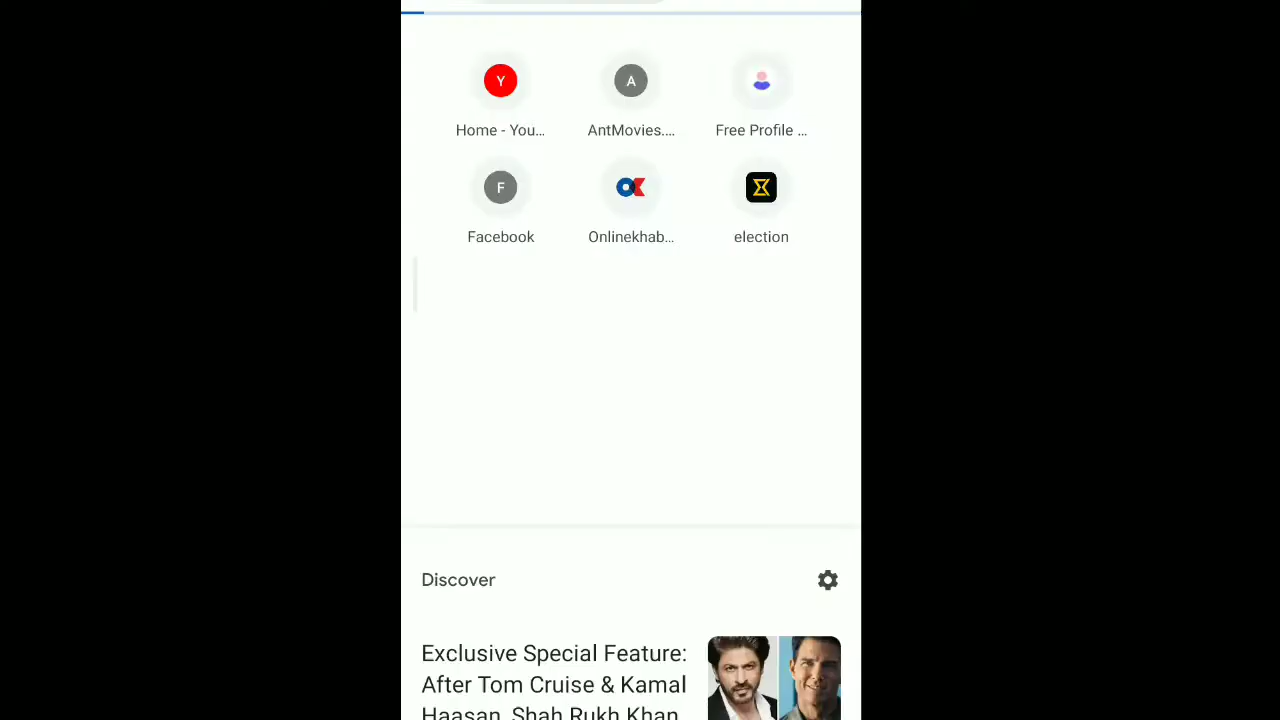 Y
A
Home - You...
AntMovies....
Free Profile ...
F
OK
Facebook
Onlinekhab...
election
Discover
Exclusive Special Feature:
After Tom Cruise & Kamal
Haasan, Shah Rukh Khan